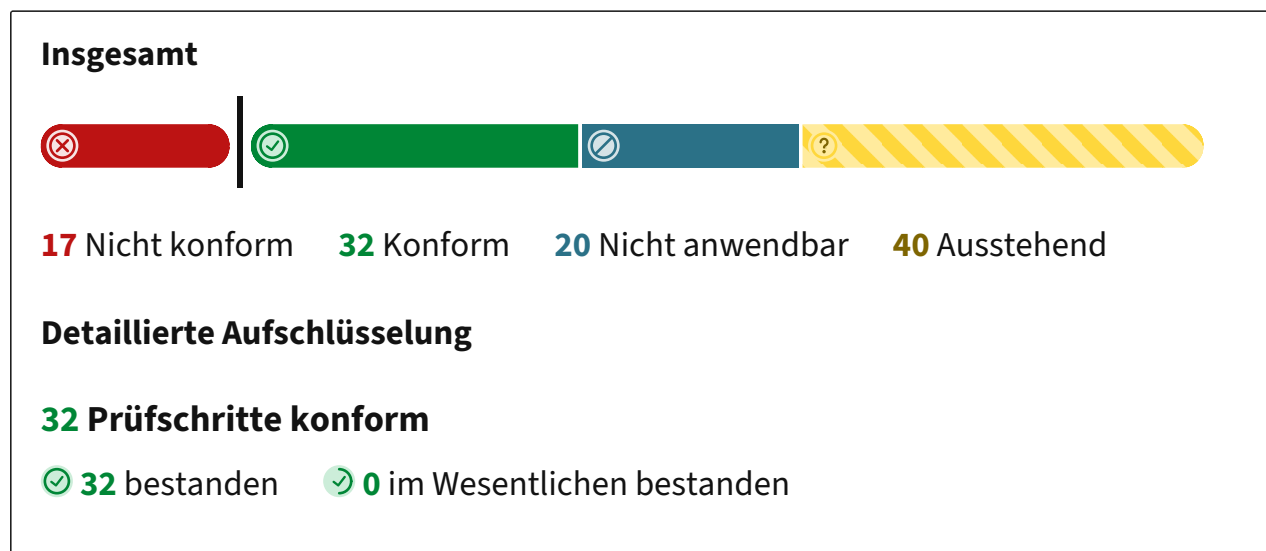 Insgesamt
?
17 Nicht konform 32 Konform 20 Nicht anwendbar 40 Ausstehend
Detaillierte Aufschlüsselung
32 Prüfschritte konform
32 bestanden 0 im Wesentlichen bestanden